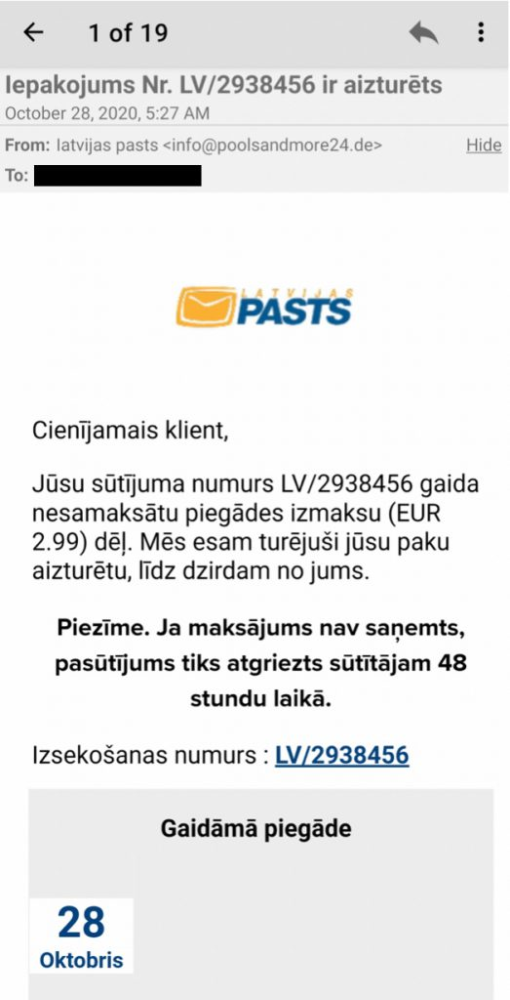 1 of 19
Iepakojums Nr. LV/2938456 ir aizturēts
October 28, 2020, 5:27 AM
From: latvijas pasts <info@poolsandmore24.de> Hide
To:
LATVIJAS
PASTS
Cienījamais klient,
Jūsu sūtījuma numurs LV/2938456 gaida
nesamaksātu piegādes izmaksu (EUR
2.99) dēļ. Mēs esam turējuši jūsu paku
aizturētu, līdz dzirdam no jums.
Piezīme. Ja maksājums nav saņemts,
pasūtījums tiks atgriezts sūtītājam 48
stundu laikā.
Izsekošanas numurs : LV/2938456
Gaidāmā piegāde
28
Oktobris